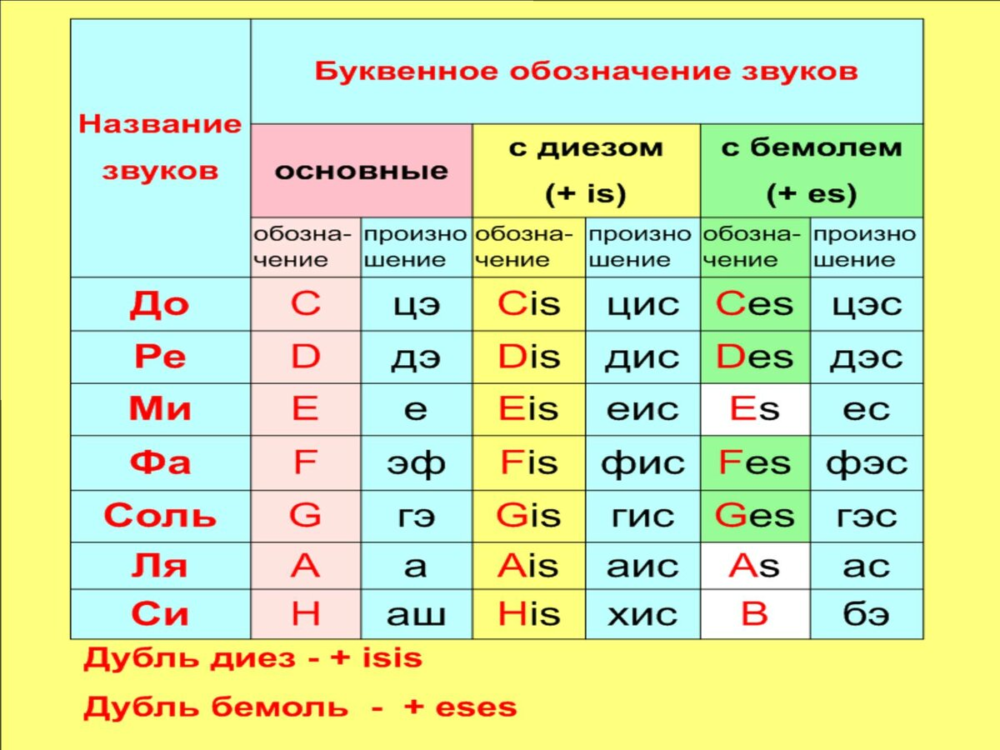 Буквенное обозначение звуков
Название
звуков
основные
с диезом
(+ is)
с бемолем
(+ es)
обозна-
чение
произно
шение
обозна-
чение
произно
шение
обозна-
чение
произно
шение
До C цэ Cis цис Ces цэс
Ре D дэ Dis дис Des дэс
Ми E е Eis еис Es ес
Фа F эф Fis фис Fes фэс
Соль G гэ Gis гис Ges гэс
Ля A а Ais аис As ас
Си H аш His хис B бэ
Дубль диез - + isis
Дубль бемоль - + eses